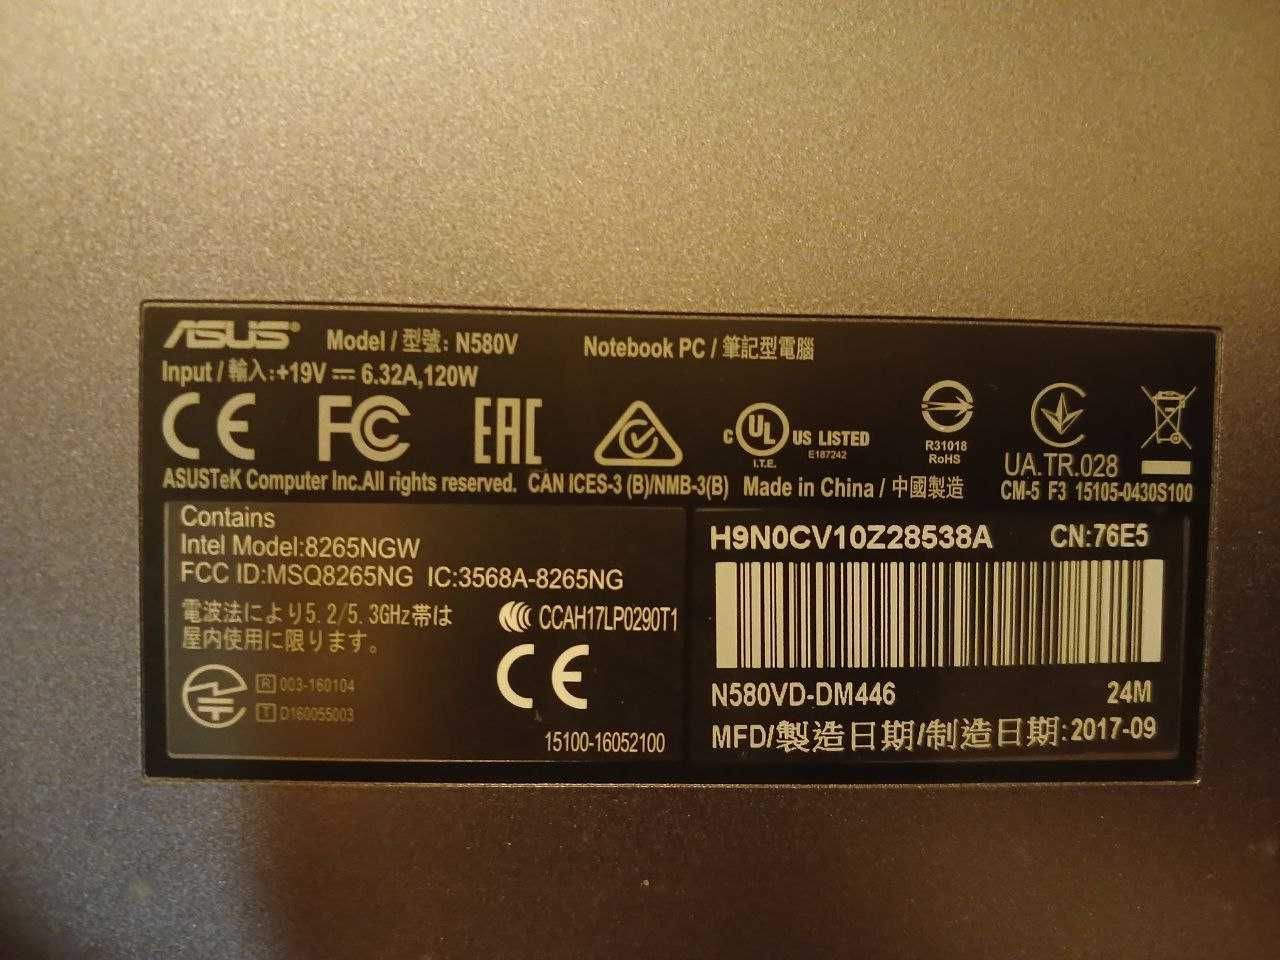 ASUS Model / 型號: N580V Notebook PC / 筆記型電腦
Input / 輸入:+19V ⎓ 6.32A,120W
CE FC EAC c UL US LISTED
I.T.E. E187242
R31018
RoHS
UA.TR.028
ASUSTeK Computer Inc.All rights reserved. CAN ICES-3 (B)/NMB-3(B) Made in China / 中國製造 CM-5 F3 15105-0430S100
Contains
Intel Model:8265NGW
FCC ID:MSQ8265NG IC:3568A-8265NG
電波法により5.2/5.3GHz帯は
屋内使用に限ります。
CCAH17LP0290T1
CE
R 003-160104
T D160055003
15100-16052100
H9N0CV10Z28538A CN:76E5
N580VD-DM446 24M
MFD/製造日期/制造日期:2017-09